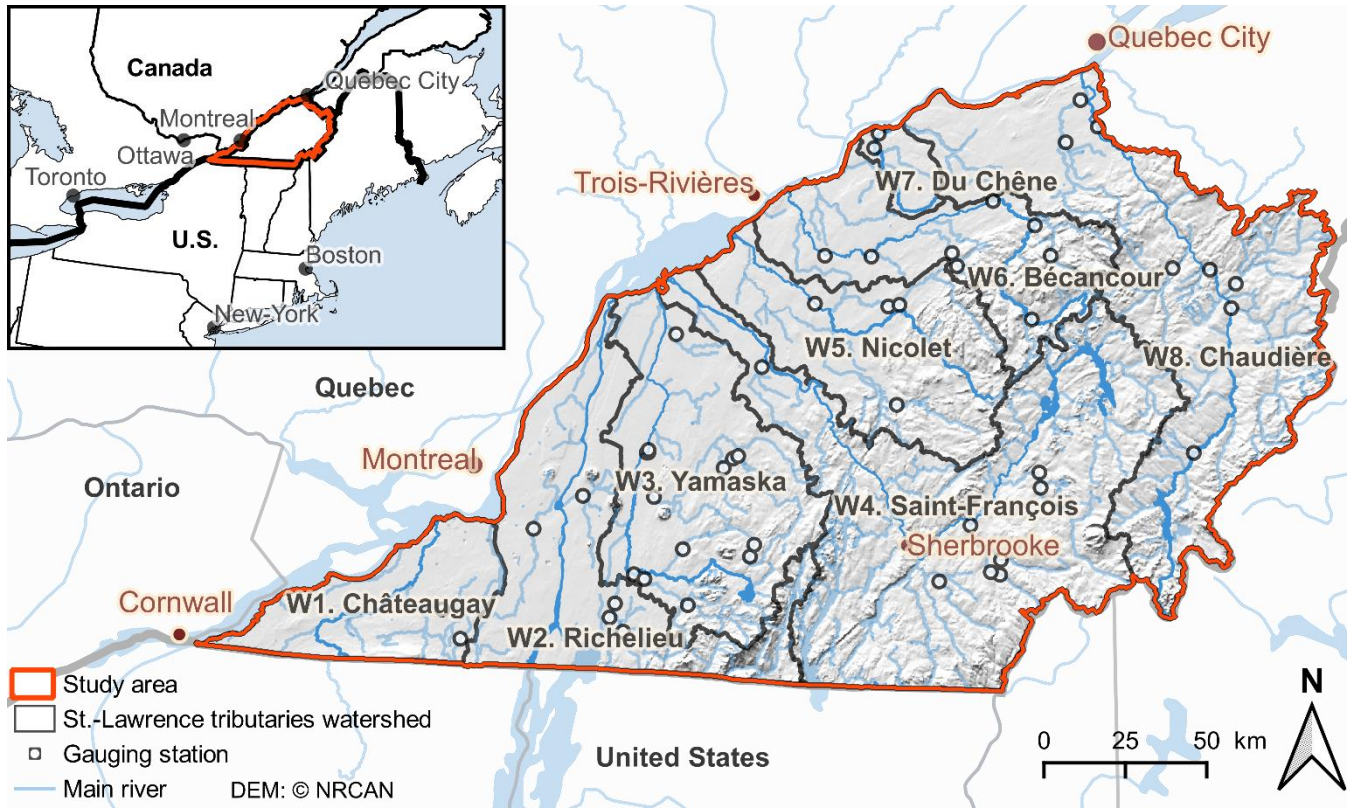 Canada
Quebec City
Montreal
Ottawa
Toronto
U.S.
Boston
New-York
Quebec City
Trois-Rivières
W7. Du Chêne
W6. Bécancour
W5. Nicolet
W8. Chaudière
Quebec
Montreal
Ontario
W3. Yamaska
W4. Saint-François
Sherbrooke
Cornwall
W1. Châteaugay
W2. Richelieu
United States
Study area
St.-Lawrence tributaries watershed
Gauging station
Main river
DEM: © NRCAN
0 25 50 km
N